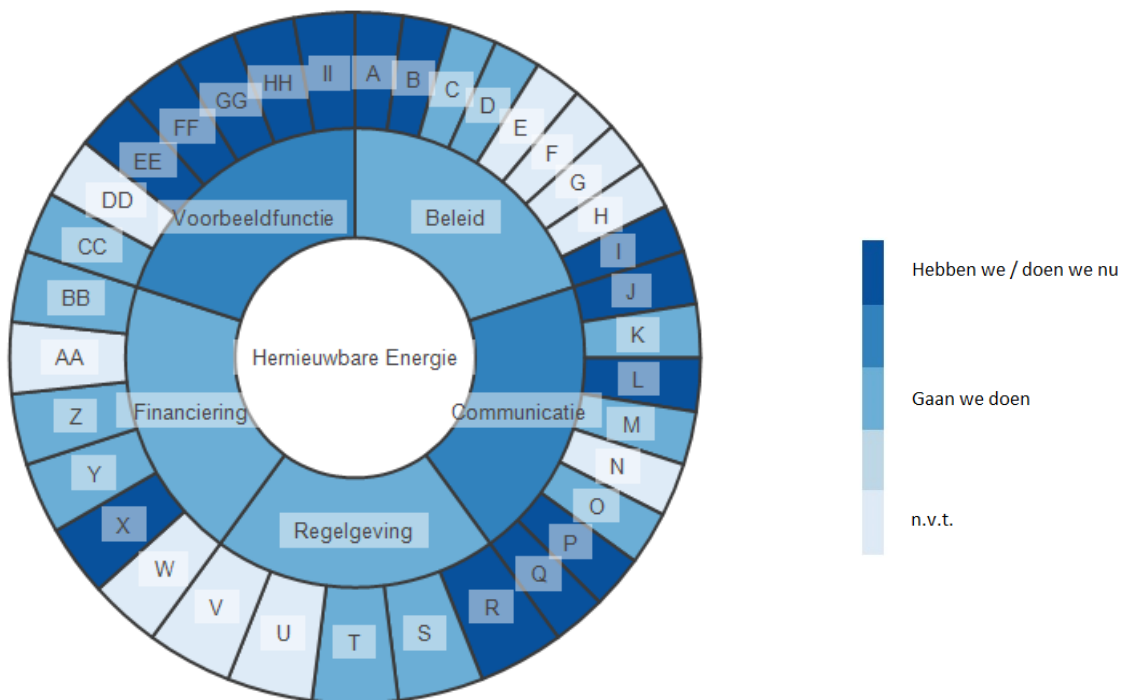 A
B
C
D
E
F
G
H
I
J
K
L
M
N
O
P
Q
R
S
T
U
V
W
X
Y
Z
AA
BB
CC
DD
EE
FF
GG
HH
II
Voorbeeldfunctie
Beleid
Communicatie
Regelgeving
Financiering
Hernieuwbare Energie
Hebben we / doen we nu
Gaan we doen
n.v.t.